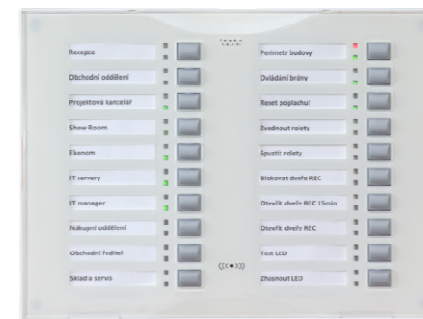 Recepce
Obchodní oddělení
Projektová kancelář
Show Room
Ekonom
IT servery
IT manager
Nákupní oddělení
Obchodní ředitel
Sklad a servis
Perimetr budovy
Ovládání brány
Reset poplachu!
Zvednout rolety
Spustit rolety
Blokovat dveře REC
Otevřít dveře REC 15min
Otevřít dveře REC
Test LED
Zhasnout LED